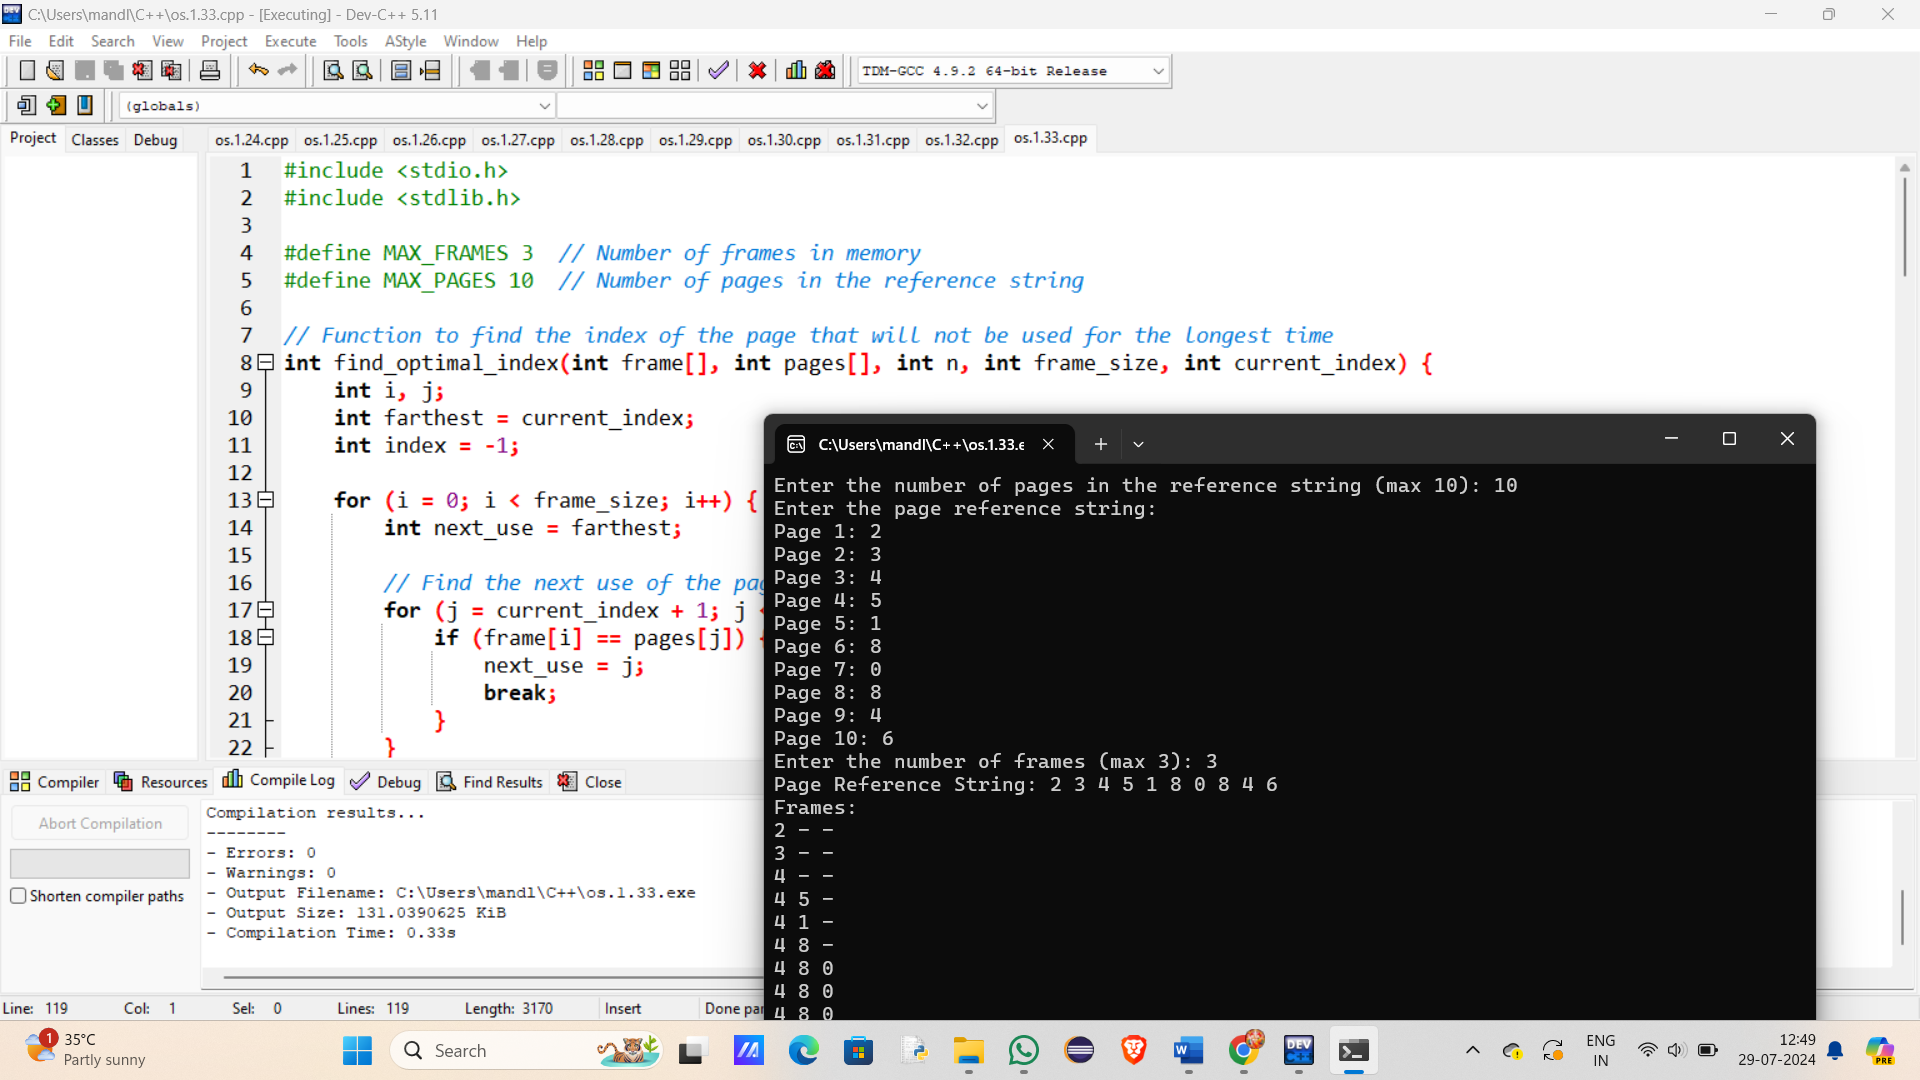 C:\Users\mandl\C++\os.1.33.cpp - [Executing] - Dev-C++ 5.11
File Edit Search View Project Execute Tools AStyle Window Help
TDM-GCC 4.9.2 64-bit Release
(globals)
Project Classes Debug os.1.24.cpp os.1.25.cpp os.1.26.cpp os.1.27.cpp os.1.28.cpp os.1.29.cpp os.1.30.cpp os.1.31.cpp os.1.32.cpp os.1.33.cpp
1 #include <stdio.h>
2 #include <stdlib.h>
3
4 #define MAX_FRAMES 3 // Number of frames in memory
5 #define MAX_PAGES 10 // Number of pages in the reference string
6
7 // Function to find the index of the page that will not be used for the longest time
8 int find_optimal_index(int frame[], int pages[], int n, int frame_size, int current_index) {
9 int i, j;
10 int farthest = current_index;
11 int index = -1;
12
13 for (i = 0; i < frame_size; i++) {
14 int next_use = farthest;
15
16 // Find the next use of the pag
17 for (j = current_index + 1; j <
18 if (frame[i] == pages[j]) {
19 next_use = j;
20 break;
21 }
22 }
C:\Users\mandl\C++\os.1.33.e
Enter the number of pages in the reference string (max 10): 10
Enter the page reference string:
Page 1: 2
Page 2: 3
Page 3: 4
Page 4: 5
Page 5: 1
Page 6: 8
Page 7: 0
Page 8: 8
Page 9: 4
Page 10: 6
Enter the number of frames (max 3): 3
Page Reference String: 2 3 4 5 1 8 0 8 4 6
Frames:
2 - -
3 - -
4 - -
4 5 -
4 1 -
4 8 -
4 8 0
4 8 0
4 8 0
Compiler Resources Compile Log Debug Find Results Close
Abort Compilation
Shorten compiler paths
Compilation results...
--------
- Errors: 0
- Warnings: 0
- Output Filename: C:\Users\mandl\C++\os.1.33.exe
- Output Size: 131.0390625 KiB
- Compilation Time: 0.33s
Line: 119 Col: 1 Sel: 0 Lines: 119 Length: 3170 Insert Done par
1
35°C
Partly sunny
Search
DEV
C++
PRE
ENG
IN
12:49
29-07-2024